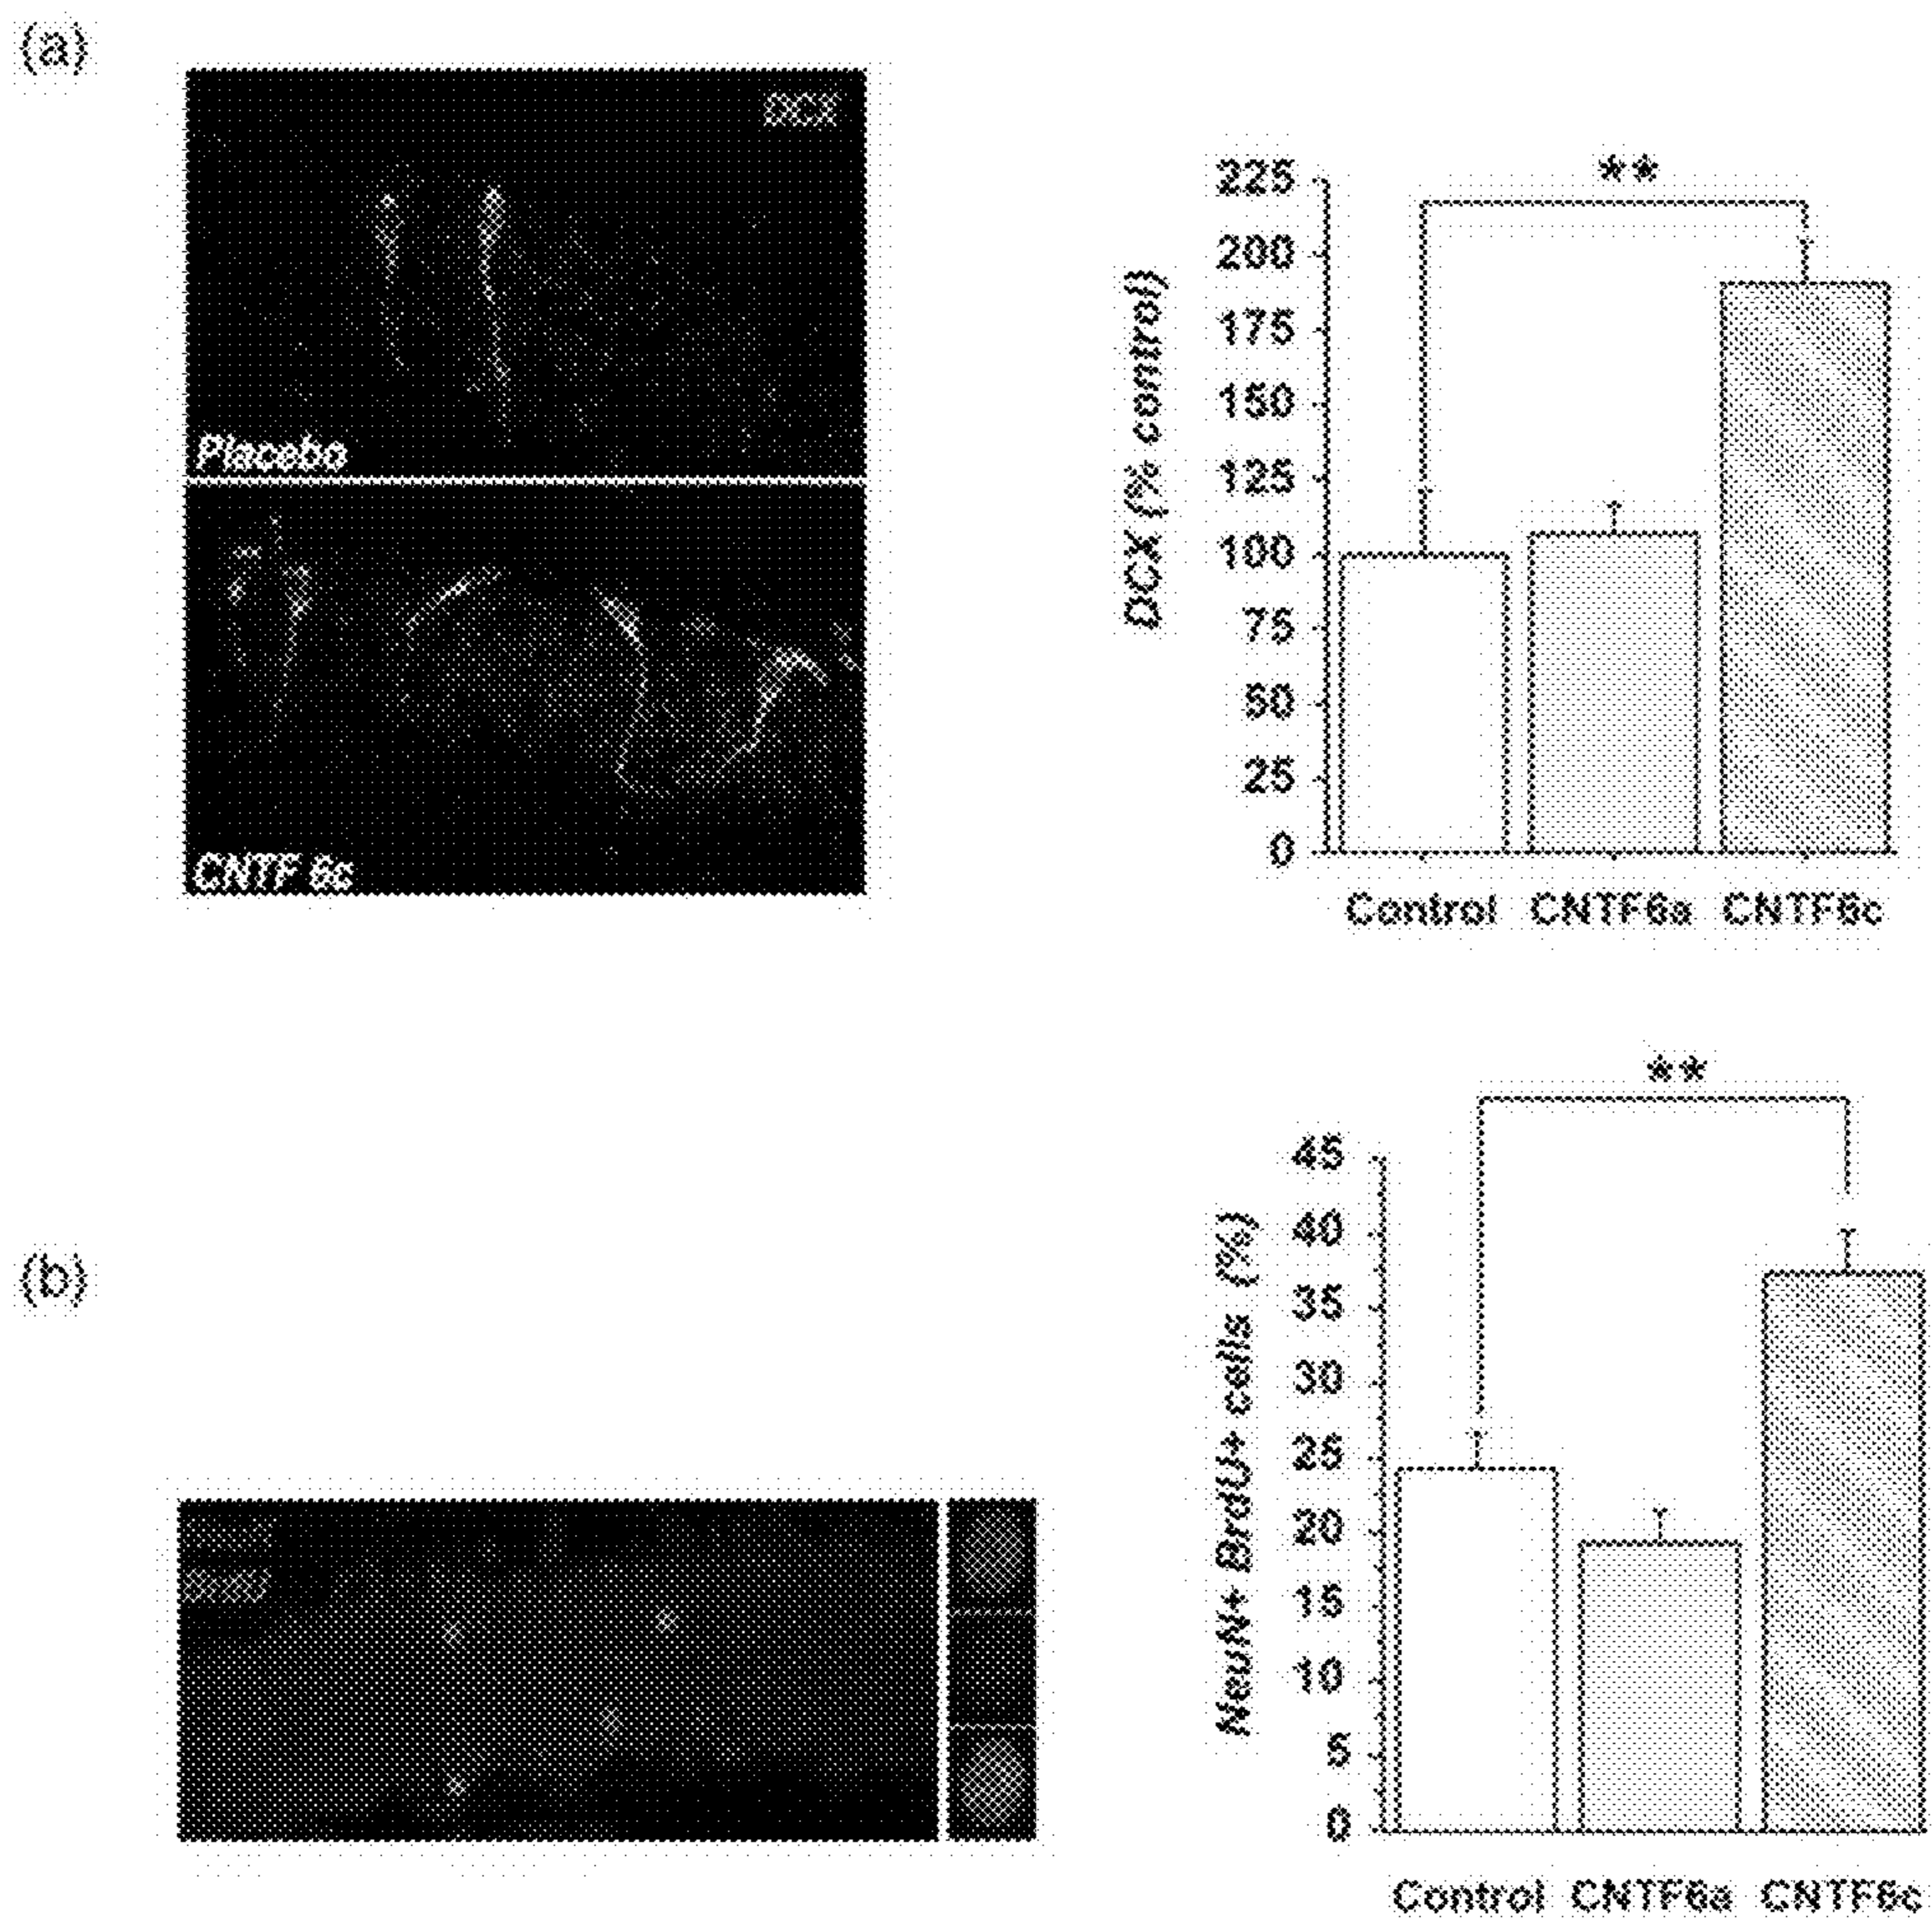 (a)
DCX
Placebo
CNTF 6c
**
DCX (% control)
225
200
175
150
125
100
75
50
25
0
Control CNTF6a CNTF6c
(b)
BrdU
**
NeuN+ BrdU+ cells (%)
45
40
35
30
25
20
15
10
5
0
Control CNTF6a CNTF6c